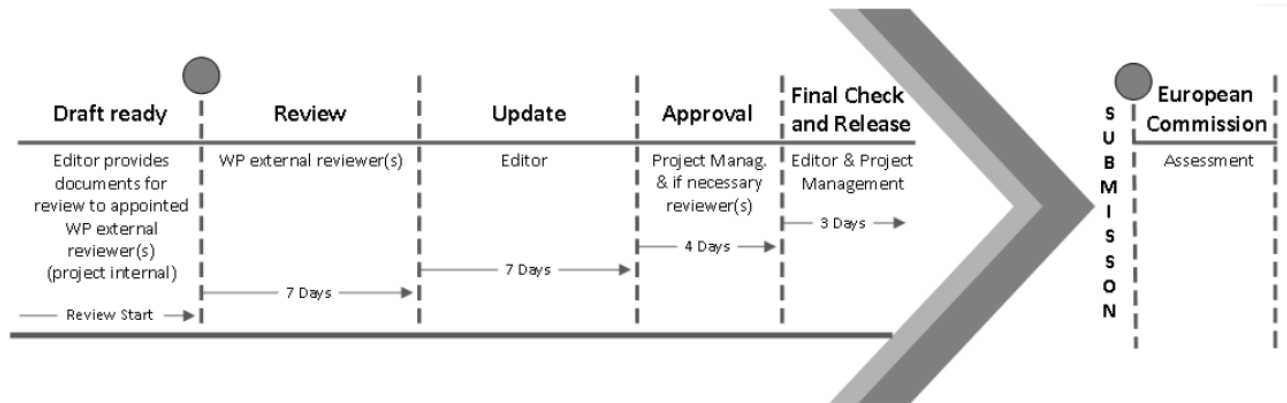 Draft ready
Editor provides
documents for
review to appointed
WP external
reviewer(s)
(project internal)
Review Start
Review
WP external reviewer(s)
7 Days
Update
Editor
7 Days
Approval
Project Manag.
& if necessary
reviewer(s)
4 Days
Final Check
and Release
Editor & Project
Management
3 Days
SUBMISSON
European
Commission
Assessment